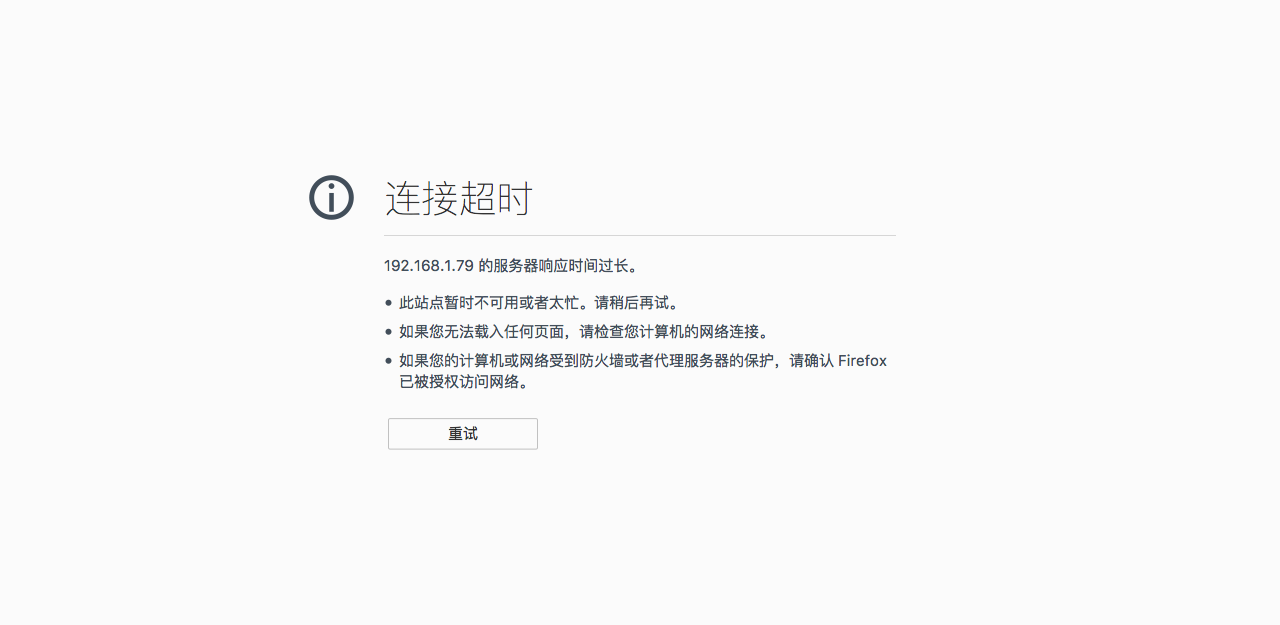 连接超时
192.168.1.79 的服务器响应时间过长。
此站点暂时不可用或者太忙。请稍后再试。
如果您无法载入任何页面，请检查您计算机的网络连接。
如果您的计算机或网络受到防火墙或者代理服务器的保护，请确认 Firefox
已被授权访问网络。
重试